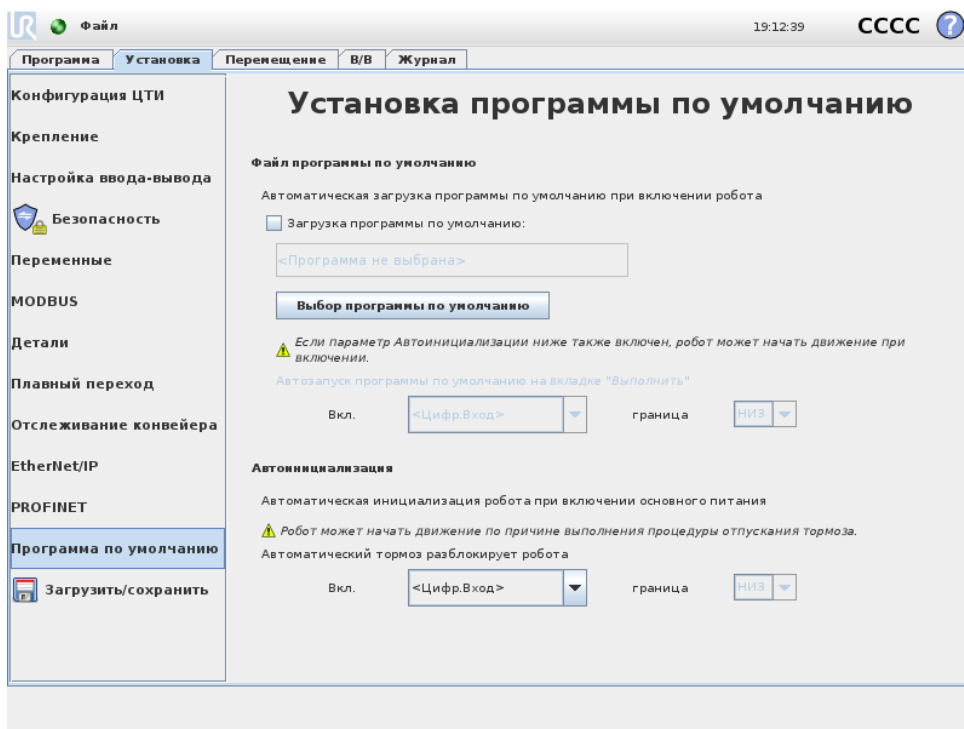 UR
Файл
19:12:39
CCCC
?
Программа
Установка
Перемещение
В/В
Журнал
Конфигурация ЦТИ
Крепление
Настройка ввода-вывода
Безопасность
Переменные
MODBUS
Детали
Плавный переход
Отслеживание конвейера
EtherNet/IP
PROFINET
Программа по умолчанию
Загрузить/сохранить
Установка программы по умолчанию
Файл программы по умолчанию
Автоматическая загрузка программы по умолчанию при включении робота
Загрузка программы по умолчанию:
<Программа не выбрана>
Выбор программы по умолчанию
Если параметр Автоинициализации ниже также включен, робот может начать движение при
включении.
Автозапуск программы по умолчанию на вкладке "Выполнить"
Вкл.
<Цифр.Вход>
граница
НИЗ
Автоинициализация
Автоматическая инициализация робота при включении основного питания
Робот может начать движение по причине выполнения процедуры отпускания тормоза.
Автоматический тормоз разблокирует робота
Вкл.
<Цифр.Вход>
граница
НИЗ